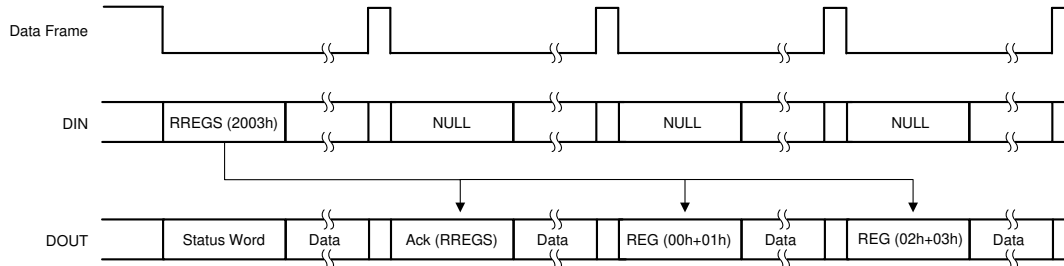 Data Frame
DIN
RREGS (2003h)
NULL
NULL
NULL
DOUT
Status Word
Data
Ack (RREGS)
Data
REG (00h+01h)
Data
REG (02h+03h)
Data